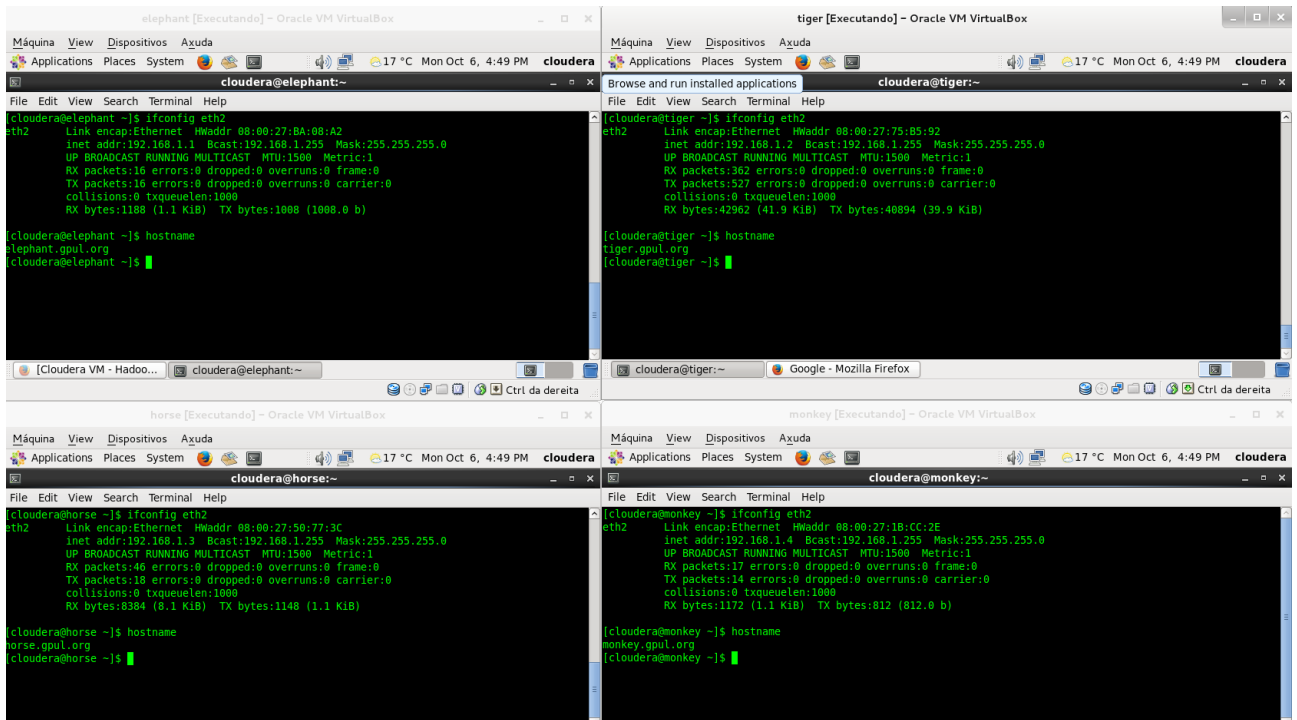 elephant [Executando] - Oracle VM VirtualBox
Máquina View Dispositivos Axuda
Applications Places System 17 °C Mon Oct 6, 4:49 PM cloudera
cloudera@elephant:~
File Edit View Search Terminal Help
[cloudera@elephant ~]$ ifconfig eth2
eth2 Link encap:Ethernet HWaddr 08:00:27:BA:08:A2
inet addr:192.168.1.1 Bcast:192.168.1.255 Mask:255.255.255.0
UP BROADCAST RUNNING MULTICAST MTU:1500 Metric:1
RX packets:16 errors:0 dropped:0 overruns:0 frame:0
TX packets:16 errors:0 dropped:0 overruns:0 carrier:0
collisions:0 txqueuelen:1000
RX bytes:1188 (1.1 KiB) TX bytes:1008 (1008.0 b)
[cloudera@elephant ~]$ hostname
elephant.gpul.org
[cloudera@elephant ~]$
[Cloudera VM - Hadoo...
cloudera@elephant:~
Ctrl da dereita
tiger [Executando] - Oracle VM VirtualBox
Máquina View Dispositivos Axuda
Applications Places System 17 °C Mon Oct 6, 4:49 PM cloudera
Browse and run installed applications
cloudera@tiger:~
File Edit View Search Terminal Help
[cloudera@tiger ~]$ ifconfig eth2
eth2 Link encap:Ethernet HWaddr 08:00:27:75:B5:92
inet addr:192.168.1.2 Bcast:192.168.1.255 Mask:255.255.255.0
UP BROADCAST RUNNING MULTICAST MTU:1500 Metric:1
RX packets:362 errors:0 dropped:0 overruns:0 frame:0
TX packets:527 errors:0 dropped:0 overruns:0 carrier:0
collisions:0 txqueuelen:1000
RX bytes:42962 (41.9 KiB) TX bytes:40894 (39.9 KiB)
[cloudera@tiger ~]$ hostname
tiger.gpul.org
[cloudera@tiger ~]$
cloudera@tiger:~
Google - Mozilla Firefox
Ctrl da dereita
horse [Executando] - Oracle VM VirtualBox
Máquina View Dispositivos Axuda
Applications Places System 17 °C Mon Oct 6, 4:49 PM cloudera
cloudera@horse:~
File Edit View Search Terminal Help
[cloudera@horse ~]$ ifconfig eth2
eth2 Link encap:Ethernet HWaddr 08:00:27:50:77:3C
inet addr:192.168.1.3 Bcast:192.168.1.255 Mask:255.255.255.0
UP BROADCAST RUNNING MULTICAST MTU:1500 Metric:1
RX packets:46 errors:0 dropped:0 overruns:0 frame:0
TX packets:18 errors:0 dropped:0 overruns:0 carrier:0
collisions:0 txqueuelen:1000
RX bytes:8384 (8.1 KiB) TX bytes:1148 (1.1 KiB)
[cloudera@horse ~]$ hostname
horse.gpul.org
[cloudera@horse ~]$
monkey [Executando] - Oracle VM VirtualBox
Máquina View Dispositivos Axuda
Applications Places System 17 °C Mon Oct 6, 4:49 PM cloudera
cloudera@monkey:~
File Edit View Search Terminal Help
[cloudera@monkey ~]$ ifconfig eth2
eth2 Link encap:Ethernet HWaddr 08:00:27:1B:CC:2E
inet addr:192.168.1.4 Bcast:192.168.1.255 Mask:255.255.255.0
UP BROADCAST RUNNING MULTICAST MTU:1500 Metric:1
RX packets:17 errors:0 dropped:0 overruns:0 frame:0
TX packets:14 errors:0 dropped:0 overruns:0 carrier:0
collisions:0 txqueuelen:1000
RX bytes:1172 (1.1 KiB) TX bytes:812 (812.0 b)
[cloudera@monkey ~]$ hostname
monkey.gpul.org
[cloudera@monkey ~]$